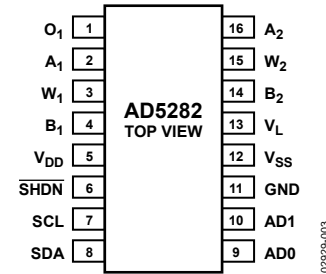 O1 1 16 A2
A1 2 15 W2
W1 3 14 B2
B1 4 AD5282 13 VL
TOP VIEW
VDD 5 12 VSS
SHDN 6 11 GND
SCL 7 10 AD1
SDA 8 9 AD0
02829-003